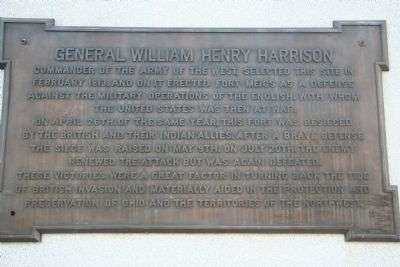 GENERAL WILLIAM HENRY HARRISON
COMMANDER OF THE ARMY OF THE WEST, SELECTED THIS SITE IN
FEBRUARY 1813, AND ON IT ERECTED FORT MEIGS AS A DEFENSE
AGAINST THE MILITARY OPERATIONS OF THE ENGLISH, WITH WHOM
THE UNITED STATES WAS THEN AT WAR.
ON APRIL 26TH OF THE SAME YEAR, THIS FORT WAS BESIEGED
BY THE BRITISH AND THEIR INDIAN ALLIES. AFTER A BRAVE DEFENSE
THE SIEGE WAS RAISED ON MAY 9TH. ON JULY 20TH THE ENEMY
RENEWED THE ATTACK BUT WAS AGAIN DEFEATED.
THESE VICTORIES WERE A GREAT FACTOR IN TURNING BACK THE TIDE
OF BRITISH INVASION AND MATERIALLY AIDED IN THE PROTECTION AND
PRESERVATION OF OHIO AND THE TERRITORIES OF THE NORTHWEST.